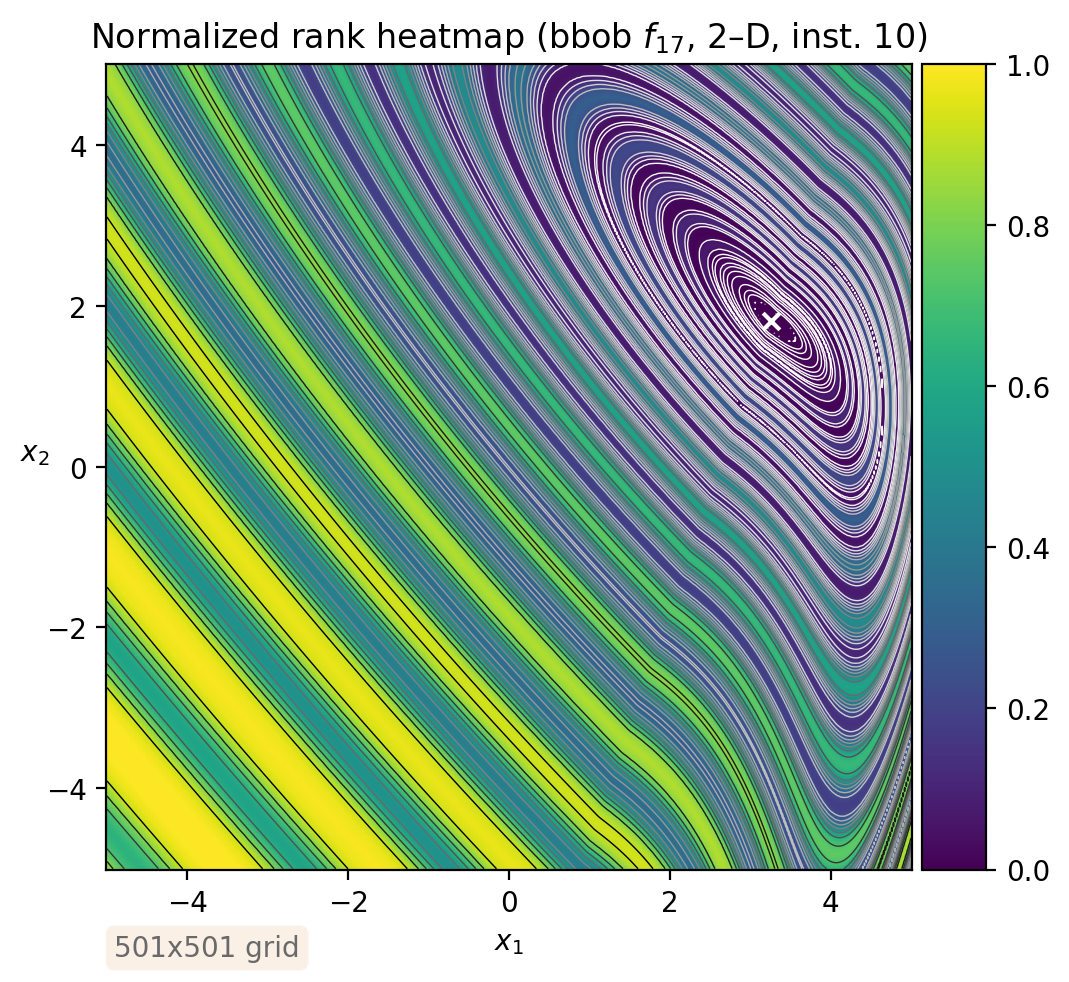 Normalized rank heatmap (bbob f₁₇, 2–D, inst. 10)
1.0
0.8
0.6
0.4
0.2
0.0
4
2
0
−2
−4
x₂
−4 −2 0 2 4
x₁
501x501 grid